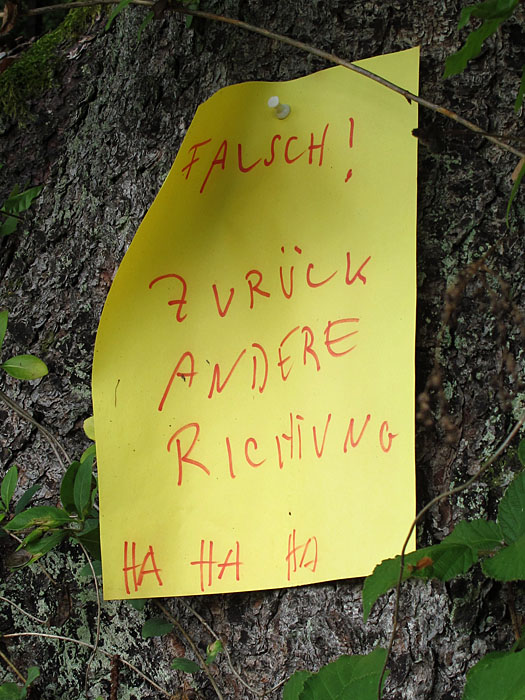 FALSCH!
ZURÜCK
ANDERE
RICHTUNG
HA HA HA